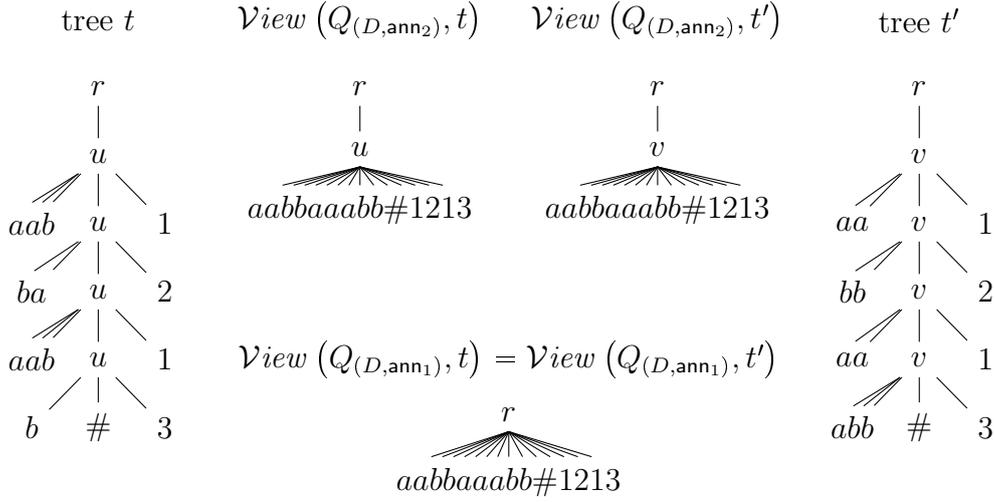 tree t View (Q(D,ann₂), t) View (Q(D,ann₂), t′) tree t′
r r r r
u u v v
aab u 1 aabbaaabb#1213 aabbaaabb#1213 aa v 1
ba u 2 bb v 2
aab u 1 View (Q(D,ann₁), t) = View (Q(D,ann₁), t′) aa v 1
r
b # 3 abb # 3
aabbaaabb#1213